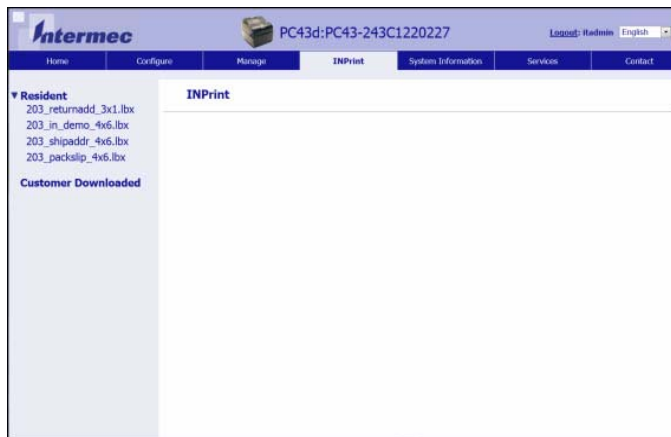 Intermec
PC43d:PC43-243C1220227
Logout: itadmin English
Home Configure Manage INPrint System Information Services Contact
Resident
203_returnadd_3x1.lbx
203_in_demo_4x6.lbx
203_shipaddr_4x6.lbx
203_packslip_4x6.lbx
Customer Downloaded
INPrint